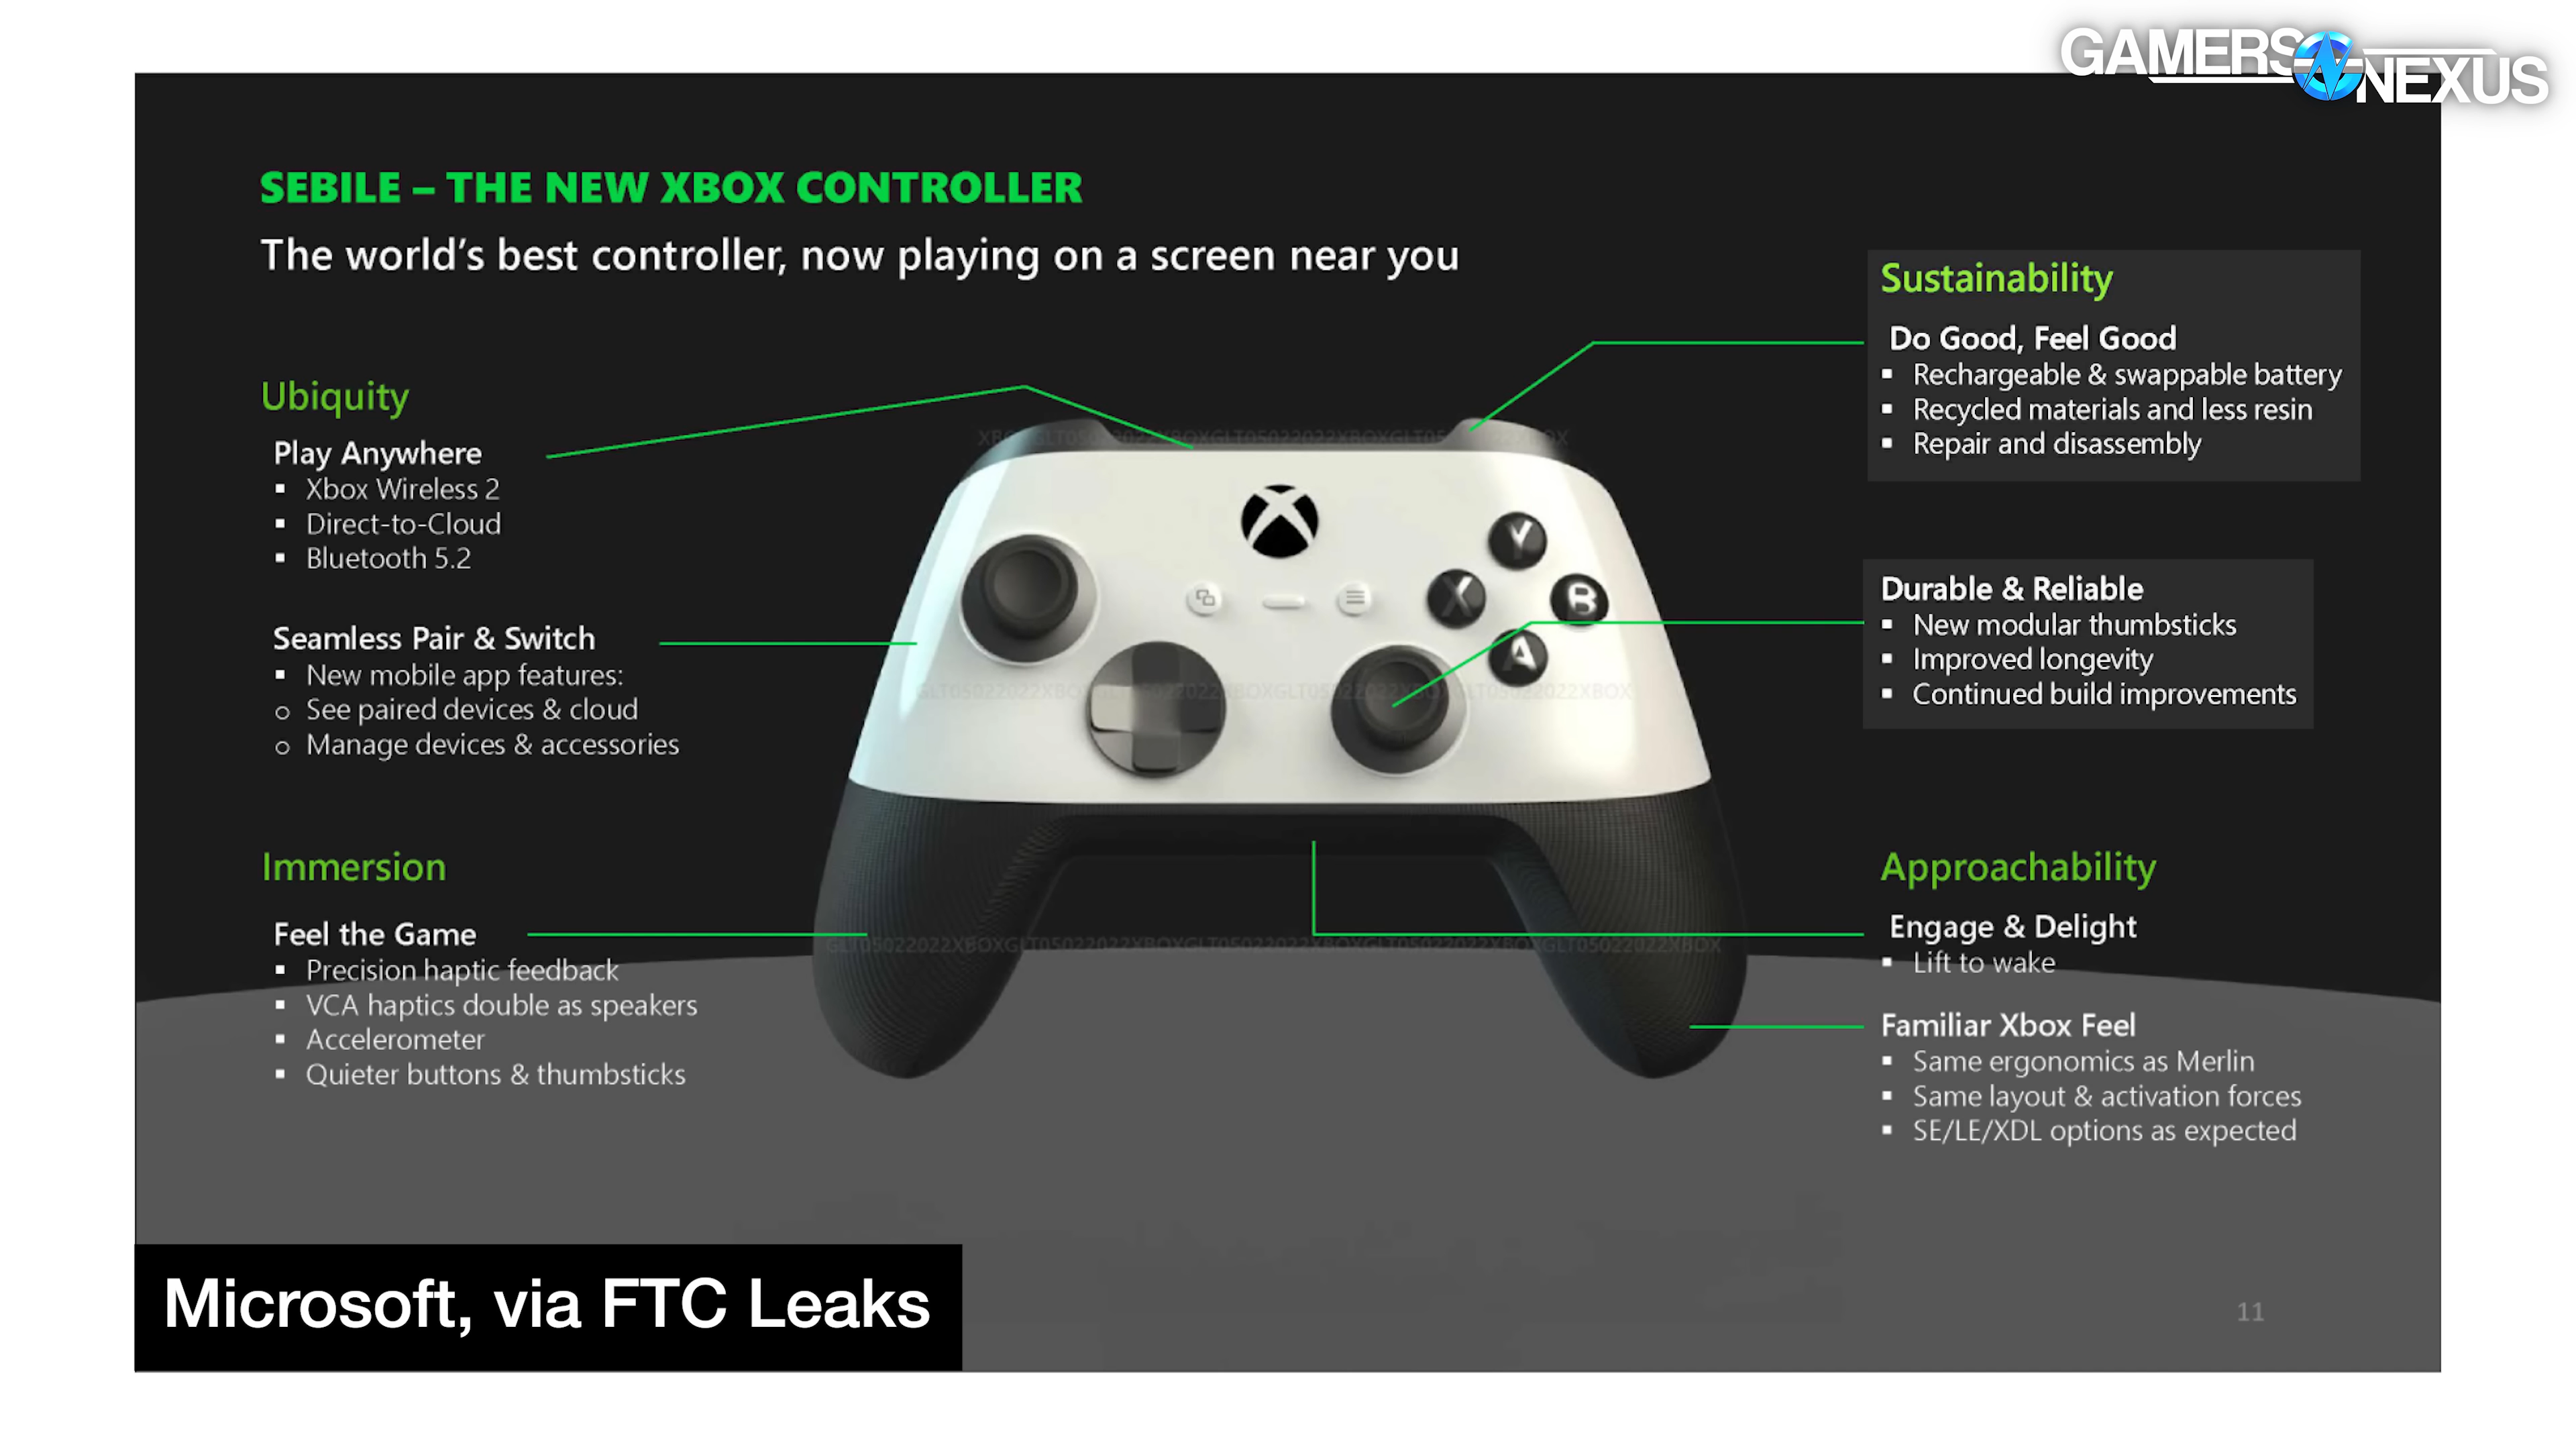 GAMERS NEXUS
SEBILE – THE NEW XBOX CONTROLLER
The world's best controller, now playing on a screen near you
Ubiquity
Play Anywhere
▪ Xbox Wireless 2
▪ Direct-to-Cloud
▪ Bluetooth 5.2
Seamless Pair & Switch
▪ New mobile app features:
o See paired devices & cloud
o Manage devices & accessories
Immersion
Feel the Game
▪ Precision haptic feedback
▪ VCA haptics double as speakers
▪ Accelerometer
▪ Quieter buttons & thumbsticks
Y
X
B
A
Sustainability
Do Good, Feel Good
▪ Rechargeable & swappable battery
▪ Recycled materials and less resin
▪ Repair and disassembly
Durable & Reliable
▪ New modular thumbsticks
▪ Improved longevity
▪ Continued build improvements
Approachability
Engage & Delight
▪ Lift to wake
Familiar Xbox Feel
▪ Same ergonomics as Merlin
▪ Same layout & activation forces
▪ SE/LE/XDL options as expected
Microsoft, via FTC Leaks
11